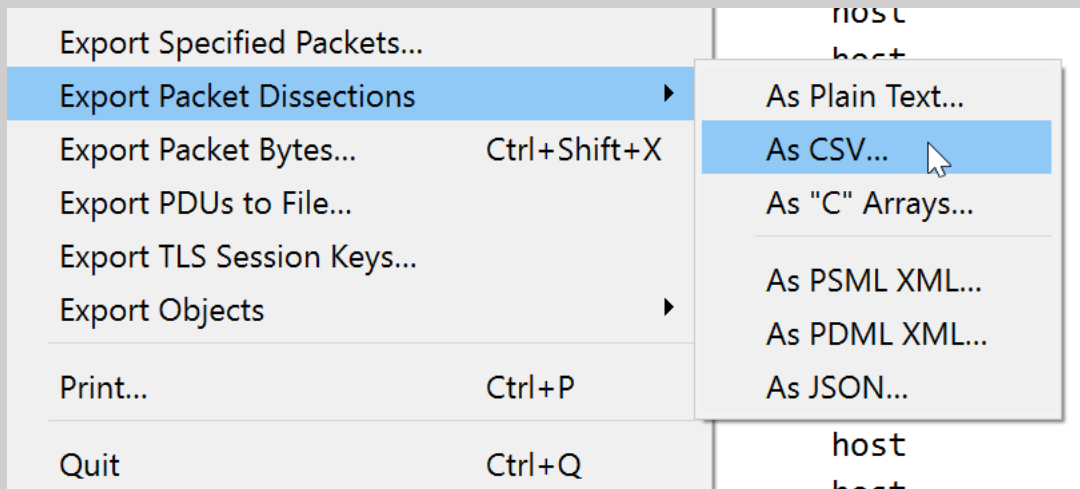 host
host
Export Specified Packets...
Export Packet Dissections
Export Packet Bytes... Ctrl+Shift+X
Export PDUs to File...
Export TLS Session Keys...
Export Objects
Print... Ctrl+P
Quit Ctrl+Q
As Plain Text...
As CSV...
As "C" Arrays...
As PSML XML...
As PDML XML...
As JSON...
host
host